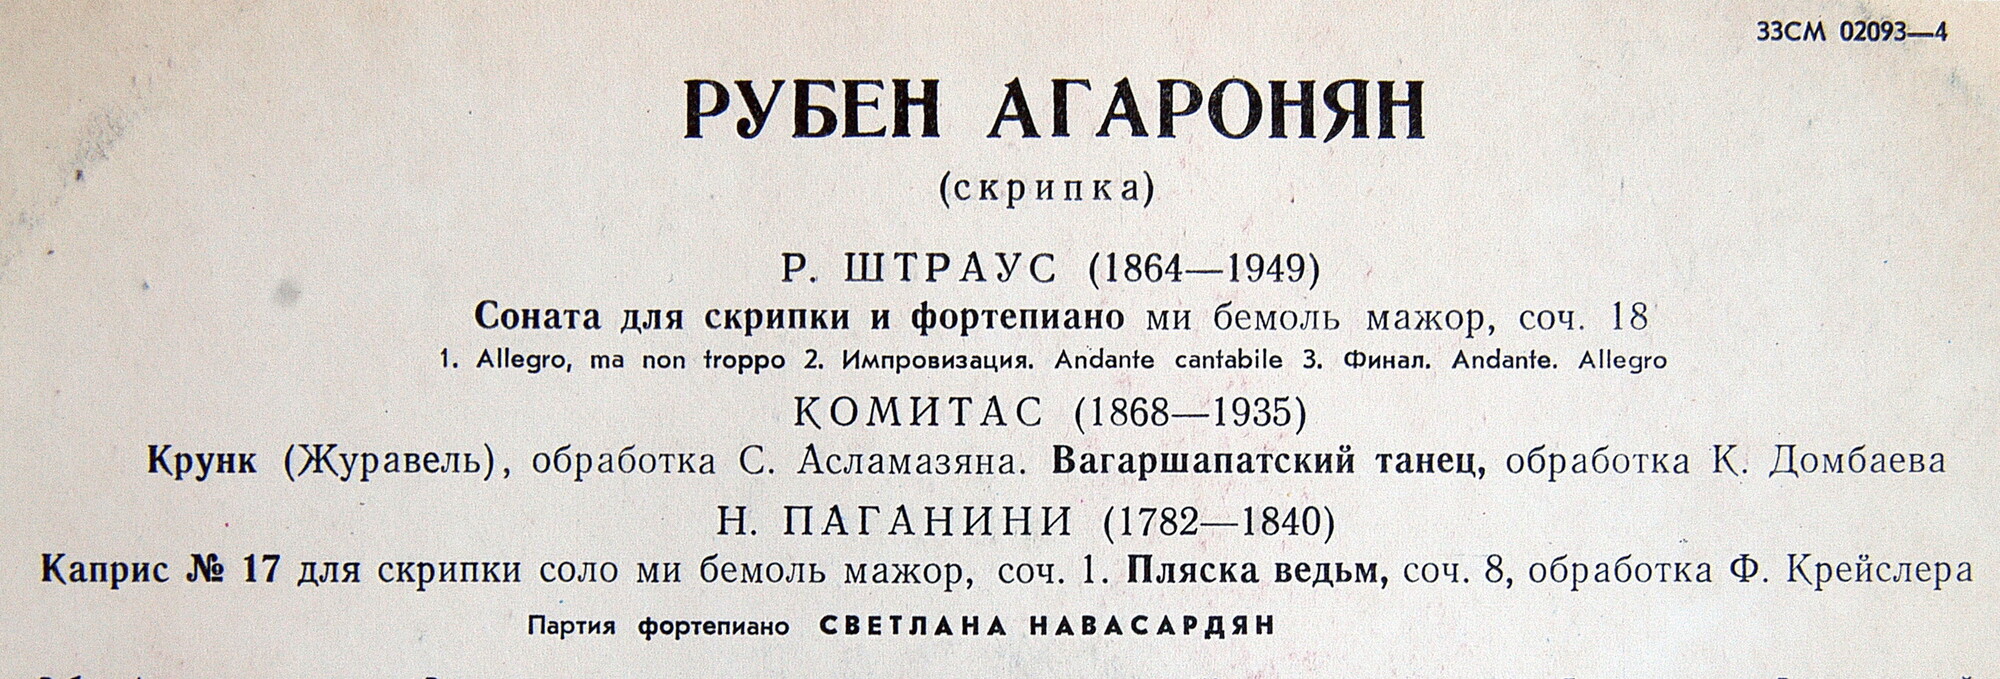 33СМ 02093—4
РУБЕН АГАРОНЯН
(скрипка)
Р. ШТРАУС (1864—1949)
Соната для скрипки и фортепиано ми бемоль мажор, соч. 18
1. Allegro, ma non troppo 2. Импровизация. Andante cantabile 3. Финал. Andante. Allegro
КОМИТАС (1868—1935)
Крунк (Журавель), обработка С. Асламазяна. Вагаршапатский танец, обработка К. Домбаева
Н. ПАГАНИНИ (1782—1840)
Каприс № 17 для скрипки соло ми бемоль мажор, соч. 1. Пляска ведьм, соч. 8, обработка Ф. Крейслера
Партия фортепиано СВЕТЛАНА НАВАСАРДЯН